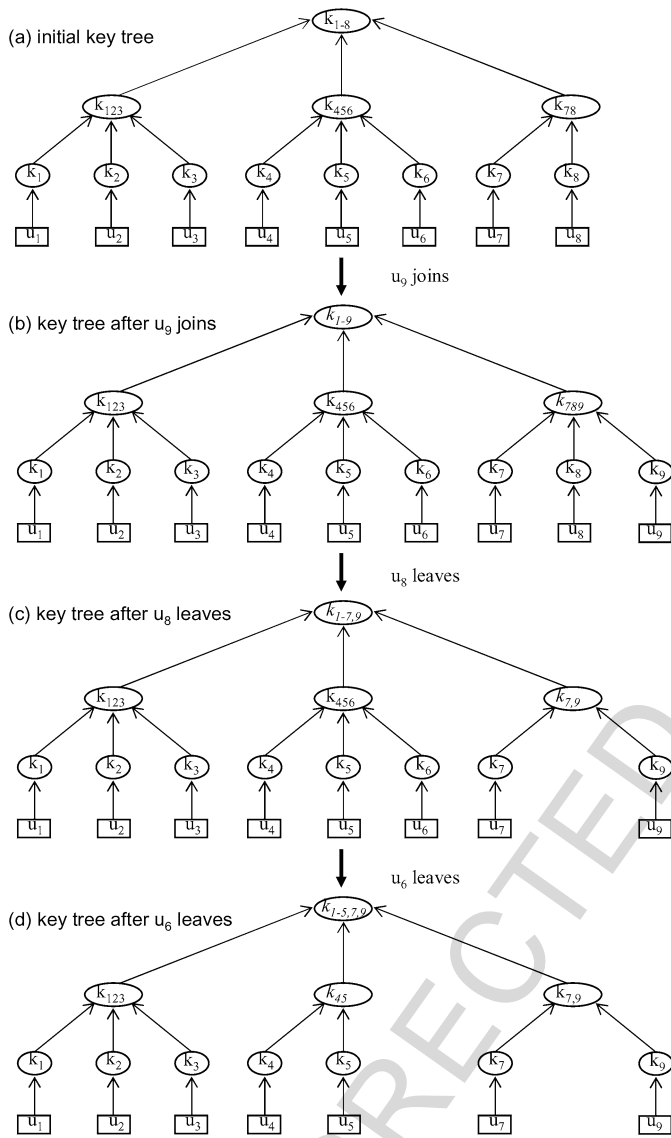 (a) initial key tree
k1-8
k123 k456 k78
k1 k2 k3 k4 k5 k6 k7 k8
u1 u2 u3 u4 u5 u6 u7 u8
u9 joins
(b) key tree after u9 joins
k1-9
k123 k456 k789
k1 k2 k3 k4 k5 k6 k7 k8 k9
u1 u2 u3 u4 u5 u6 u7 u8 u9
u8 leaves
(c) key tree after u8 leaves
k1-7,9
k123 k456 k7,9
k1 k2 k3 k4 k5 k6 k7 k9
u1 u2 u3 u4 u5 u6 u7 u9
u6 leaves
(d) key tree after u6 leaves
k1-5,7,9
k123 k45 k7,9
k1 k2 k3 k4 k5 k7 k9
u1 u2 u3 u4 u5 u7 u9
RECTED